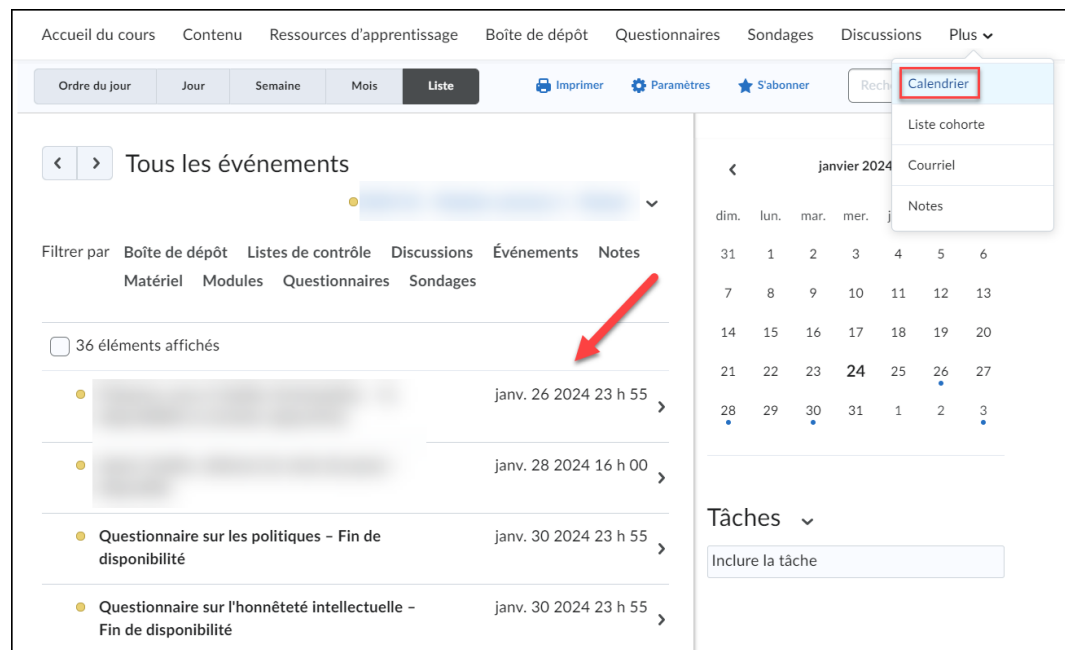 Accueil du cours Contenu Ressources d'apprentissage Boîte de dépôt Questionnaires Sondages Discussions Plus
Ordre du jour Jour Semaine Mois Liste Imprimer Paramètres S'abonner
Calendrier
Liste cohorte
Courriel
Notes
Tous les événements
Filtrer par Boîte de dépôt Listes de contrôle Discussions Événements Notes
Matériel Modules Questionnaires Sondages
36 éléments affichés
janv. 26 2024 23 h 55
janv. 28 2024 16 h 00
Questionnaire sur les politiques – Fin de janv. 30 2024 23 h 55
disponibilité
Questionnaire sur l'honnêteté intellectuelle – janv. 30 2024 23 h 55
Fin de disponibilité
janvier 2024
dim. lun. mar. mer.
31 1 2 3 4 5 6
7 8 9 10 11 12 13
14 15 16 17 18 19 20
21 22 23 24 25 26 27
28 29 30 31 1 2 3
Tâches
Inclure la tâche